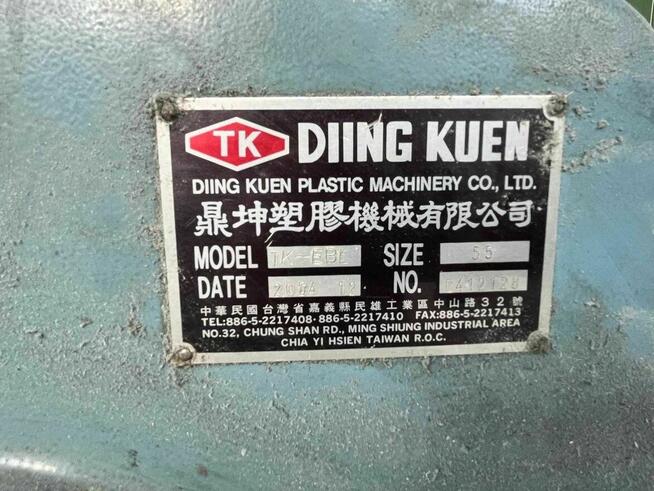 TK DIING KUEN
DIING KUEN PLASTIC MACHINERY CO., LTD.
鼎坤塑膠機械有限公司
MODEL SIZE 55
DATE 2004 12 NO.
中華民國台灣省嘉義縣民雄工業區中山路32號
TEL:886-5-2217408·886-5-2217410 FAX:886-5-2217413
NO.32, CHUNG SHAN RD., MING SHIUNG INDUSTRIAL AREA
CHIA YI HSIEN TAIWAN R.O.C.